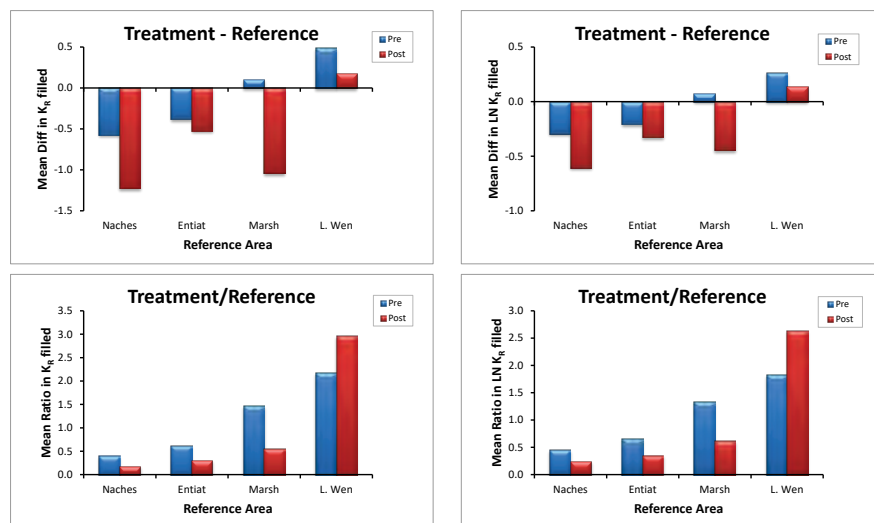 Treatment - Reference
Pre
Post
Mean Diff in KR filled
0.5
0.0
-0.5
-1.0
-1.5
Naches Entiat Marsh L. Wen
Reference Area
Treatment - Reference
Pre
Post
Mean Diff in LN KR filled
0.5
0.0
-0.5
-1.0
Naches Entiat Marsh L. Wen
Reference Area
Treatment/Reference
Pre
Post
Mean Ratio in KR filled
3.5
3.0
2.5
2.0
1.5
1.0
0.5
0.0
Naches Entiat Marsh L. Wen
Reference Area
Treatment/Reference
Pre
Post
Mean Ratio in LN KR filled
3.0
2.5
2.0
1.5
1.0
0.5
0.0
Naches Entiat Marsh L. Wen
Reference Area